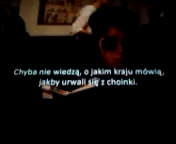 Chyba nie wiedzą, o jakim kraju mówią,
jakby urwali się z choinki.